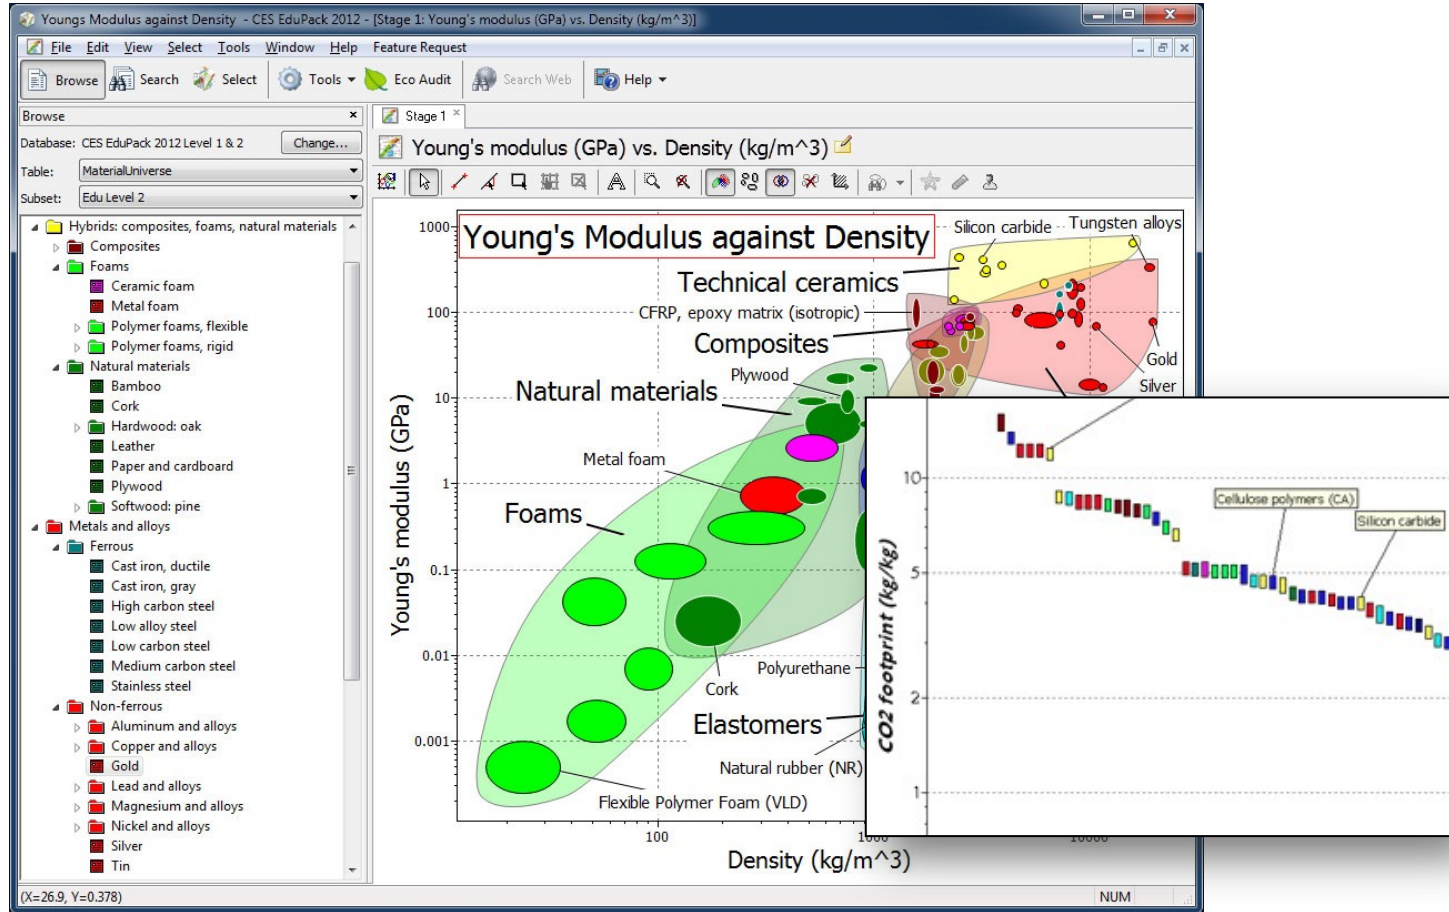 Youngs Modulus against Density - CES EduPack 2012 - [Stage 1: Young's modulus (GPa) vs. Density (kg/m^3)]
File Edit View Select Tools Window Help Feature Request
Browse Search Select Tools Eco Audit Search Web Help
Browse
Database: CES EduPack 2012 Level 1 & 2 Change...
Table: MaterialUniverse
Subset: Edu Level 2
Hybrids: composites, foams, natural materials
Composites
Foams
Ceramic foam
Metal foam
Polymer foams, flexible
Polymer foams, rigid
Natural materials
Bamboo
Cork
Hardwood: oak
Leather
Paper and cardboard
Plywood
Softwood: pine
Metals and alloys
Ferrous
Cast iron, ductile
Cast iron, gray
High carbon steel
Low alloy steel
Low carbon steel
Medium carbon steel
Stainless steel
Non-ferrous
Aluminum and alloys
Copper and alloys
Gold
Lead and alloys
Magnesium and alloys
Nickel and alloys
Silver
Tin
Stage 1
Young's modulus (GPa) vs. Density (kg/m^3)
Young's Modulus against Density
Silicon carbide
Tungsten alloys
Technical ceramics
CFRP, epoxy matrix (isotropic)
Composites
Gold
Silver
Plywood
Natural materials
Metal foam
Foams
Cork
Polyurethane
Elastomers
Natural rubber (NR)
Flexible Polymer Foam (VLD)
Young's modulus (GPa)
1000
100
10
1
0.1
0.01
0.001
100 1000 10000
Density (kg/m^3)
CO2 footprint (kg/kg)
10
5
2
1
Cellulose polymers (CA)
Silicon carbide
(X=26.9, Y=0.378) NUM